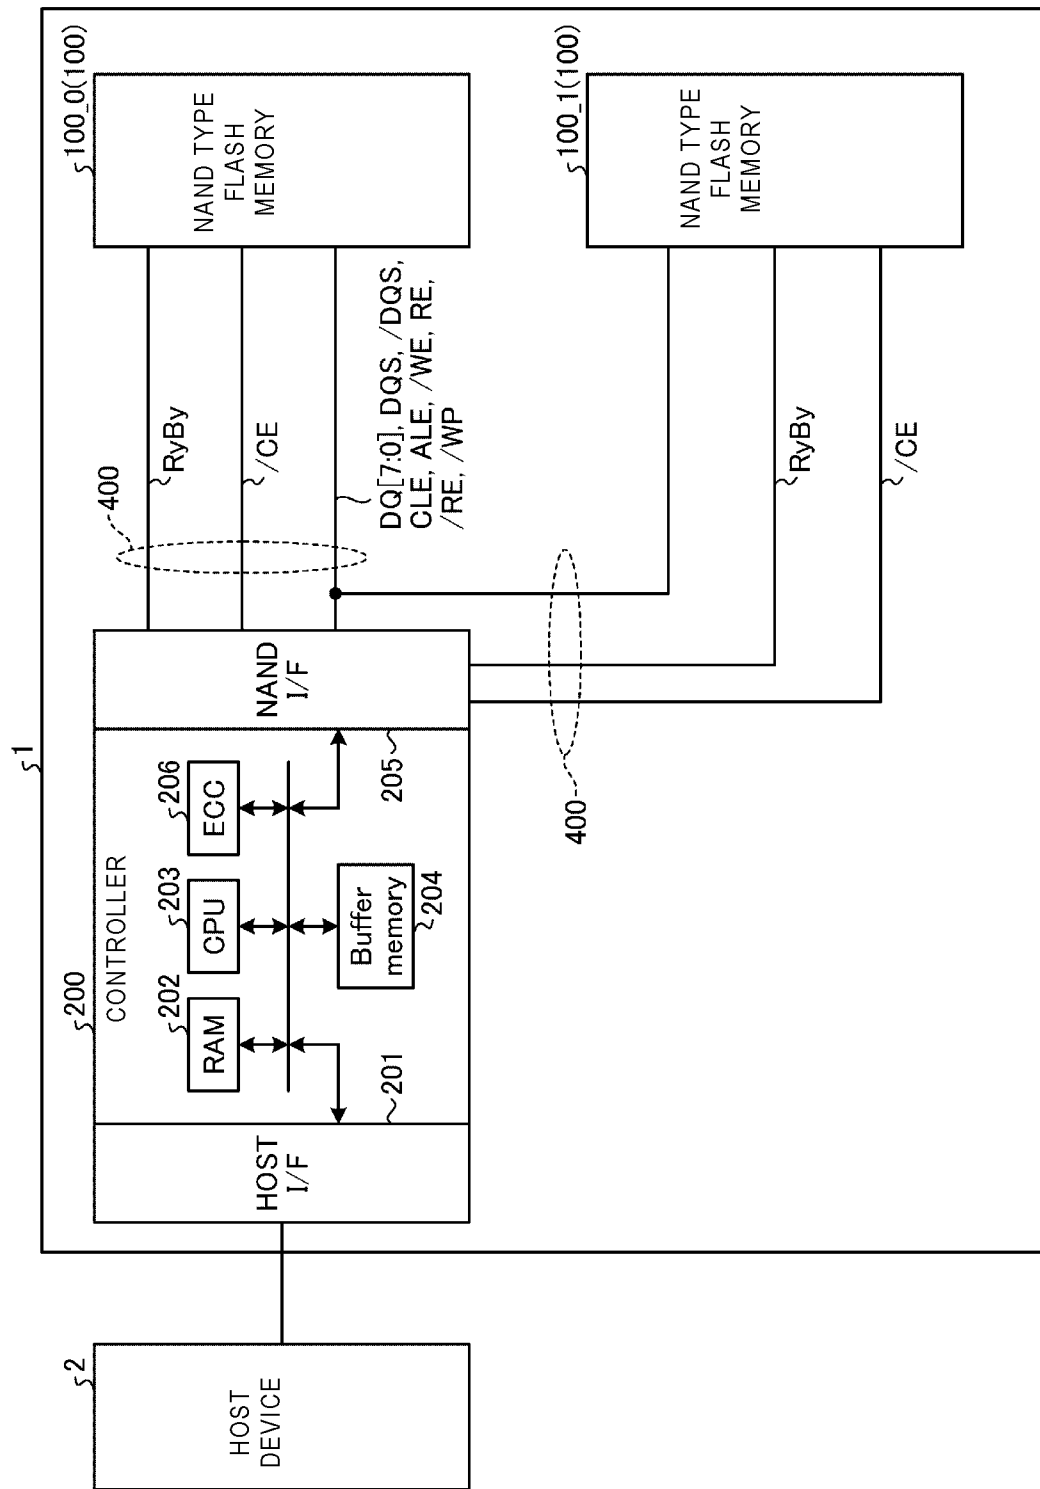 1
2
HOST
DEVICE
200
CONTROLLER
HOST
I/F
201
202
RAM
203
CPU
206
ECC
Buffer
memory
204
205
NAND
I/F
400
RyBy
/CE
DQ[7:0], DQS, /DQS,
CLE, ALE, /WE, RE,
/RE, /WP
100_0(100)
NAND TYPE
FLASH
MEMORY
400
RyBy
/CE
100_1(100)
NAND TYPE
FLASH
MEMORY